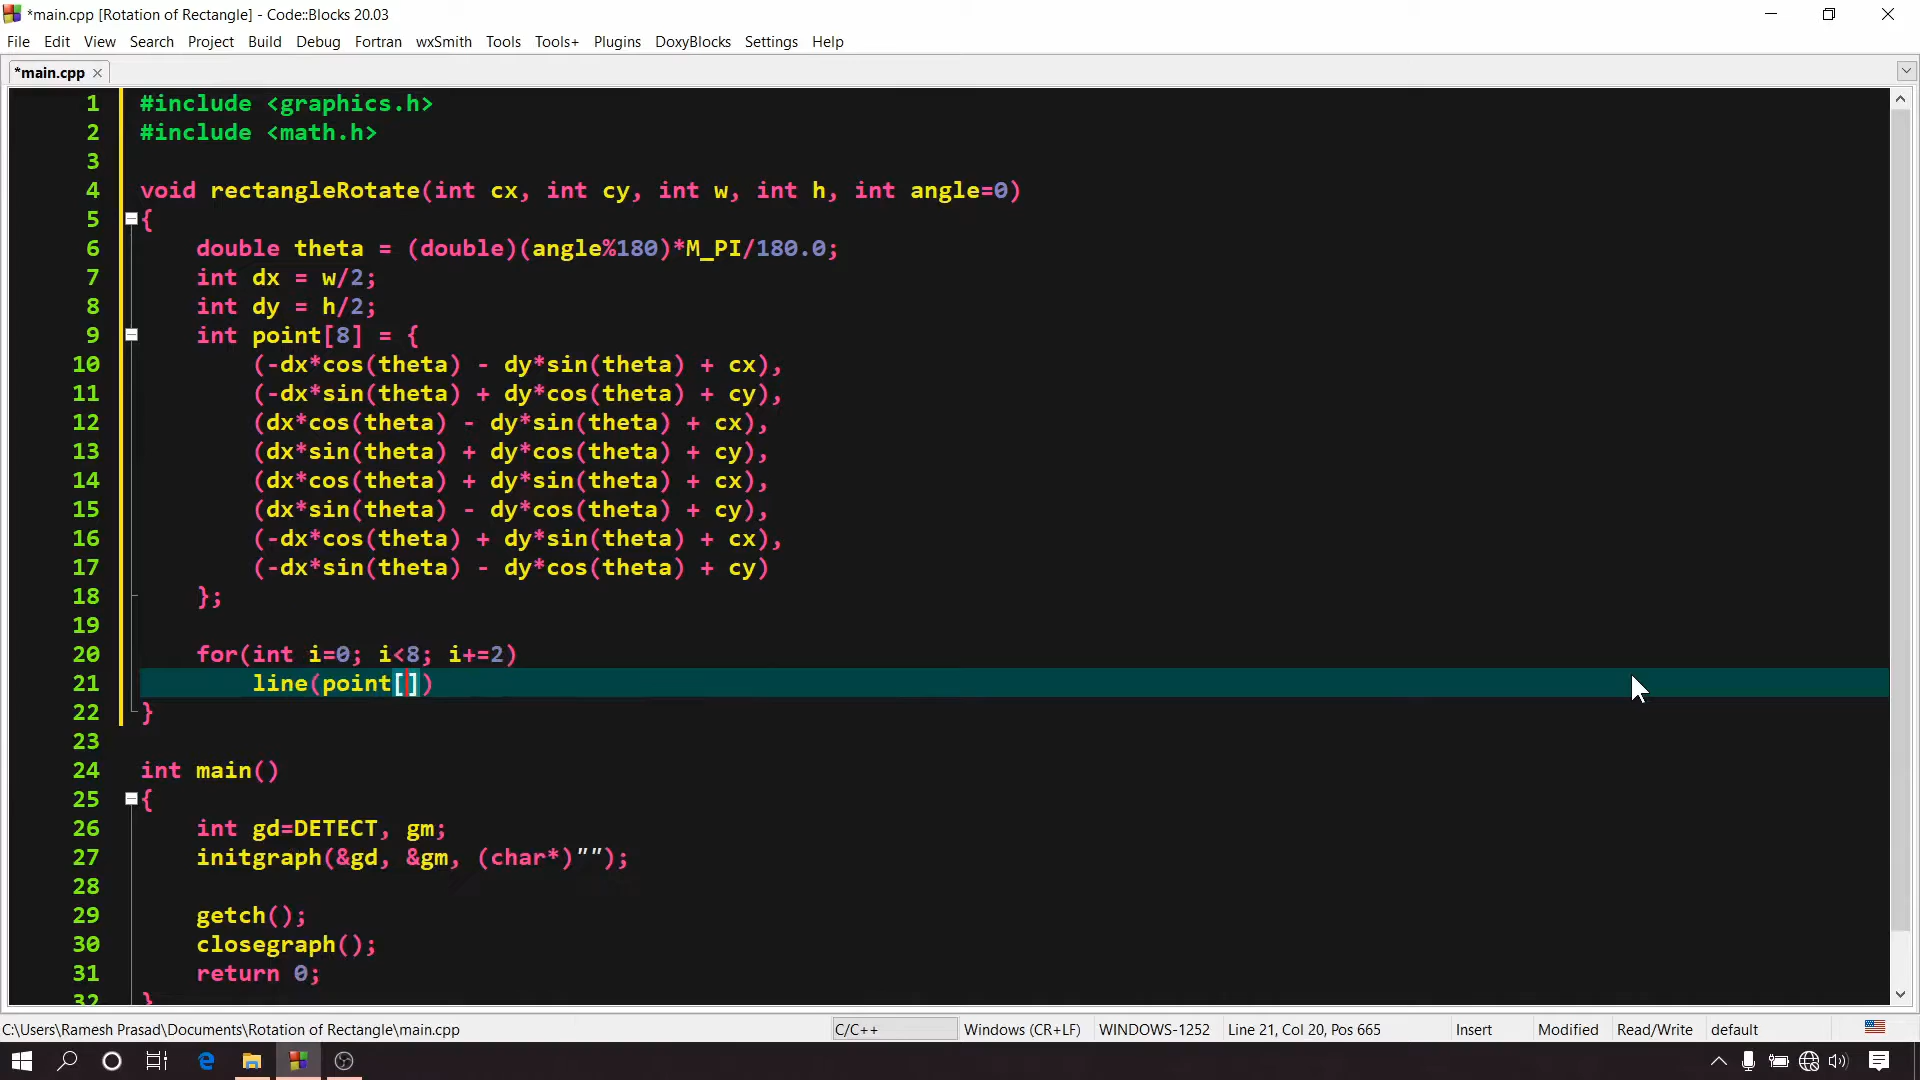 *main.cpp [Rotation of Rectangle] - Code::Blocks 20.03
File Edit View Search Project Build Debug Fortran wxSmith Tools Tools+ Plugins DoxyBlocks Settings Help
*main.cpp
1 #include <graphics.h>
2 #include <math.h>
3
4 void rectangleRotate(int cx, int cy, int w, int h, int angle=0)
5 {
6     double theta = (double)(angle%180)*M_PI/180.0;
7     int dx = w/2;
8     int dy = h/2;
9     int point[8] = {
10         (-dx*cos(theta) - dy*sin(theta) + cx),
11         (-dx*sin(theta) + dy*cos(theta) + cy),
12         (dx*cos(theta) - dy*sin(theta) + cx),
13         (dx*sin(theta) + dy*cos(theta) + cy),
14         (dx*cos(theta) + dy*sin(theta) + cx),
15         (dx*sin(theta) - dy*cos(theta) + cy),
16         (-dx*cos(theta) + dy*sin(theta) + cx),
17         (-dx*sin(theta) - dy*cos(theta) + cy)
18     };
19
20     for(int i=0; i<8; i+=2)
21         line(point[])
22 }
23
24 int main()
25 {
26     int gd=DETECT, gm;
27     initgraph(&gd, &gm, (char*)"");
28
29     getch();
30     closegraph();
31     return 0;
32 }
C:\Users\Ramesh Prasad\Documents\Rotation of Rectangle\main.cpp C/C++ Windows (CR+LF) WINDOWS-1252 Line 21, Col 20, Pos 665 Insert Modified Read/Write default